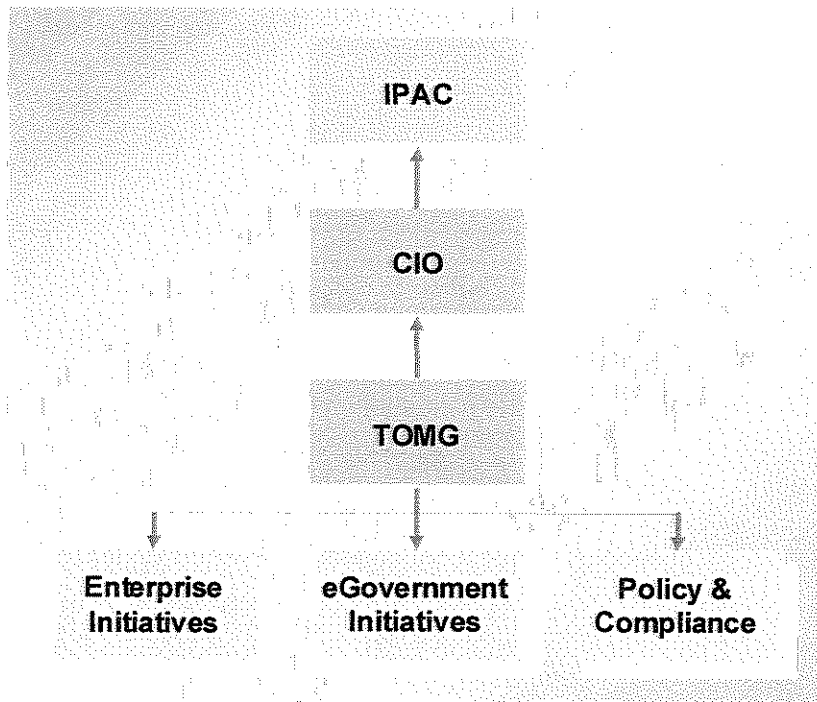 IPAC
CIO
TOMG
Enterprise
Initiatives
eGovernment
Initiatives
Policy &
Compliance